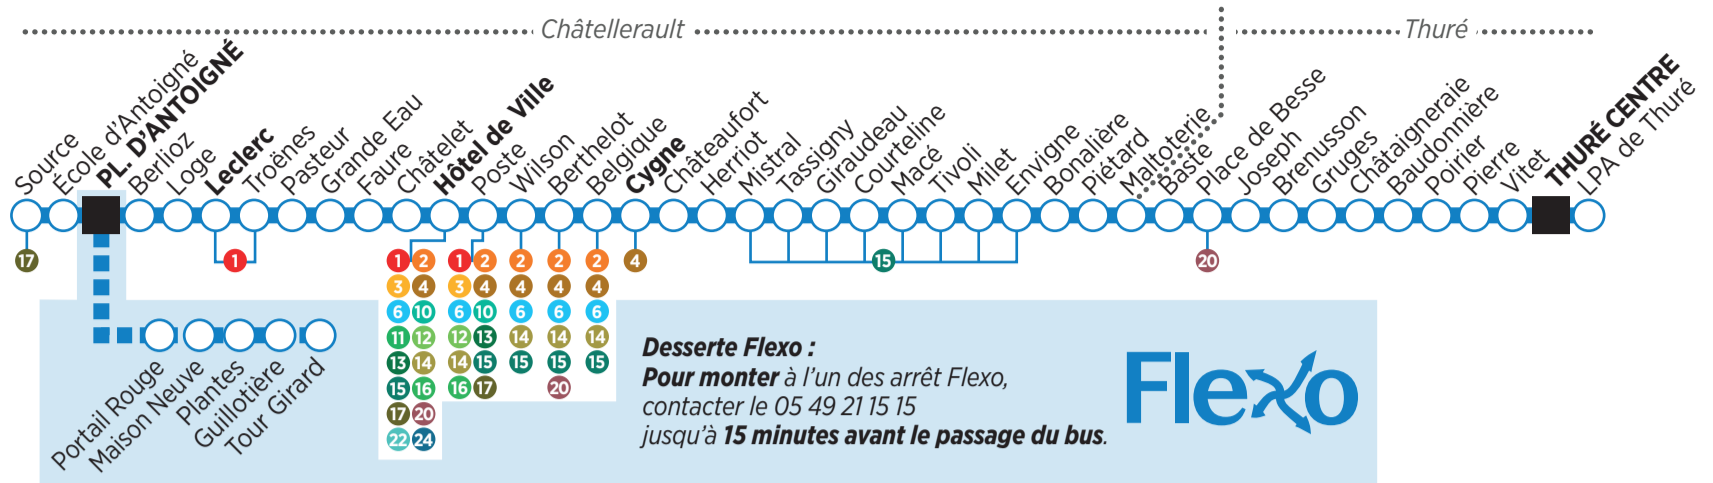 Châtellerault
Thuré
Source
École d'Antoigné
PL. D'ANTOIGNÉ
Berlioz
Loge
Leclerc
Troènes
Pasteur
Grande Eau
Faure
Châtelet
Hôtel de Ville
Poste
Wilson
Berthelot
Belgique
Cygne
Châteaufort
Herriot
Mistral
Tassigny
Giraudeau
Courteline
Macé
Tivoli
Milet
Envigne
Bonalière
Piétard
Maltoterie
Baste
Place de Besse
Joseph
Brenusson
Gruges
Châtaigneraie
Baudonnière
Poirier
Pierre
Vitet
THURÉ CENTRE
LPA de Thuré
17
1
1 2
3 4
6 10
11 12
13 14
15 16
17 20
22 24
1 2
3 4
6 10
12 13
14 15
16 17
2
4
6
14
15
2
4
6
14
15
20
2
4
6
14
15
4
15
20
Portail Rouge
Maison Neuve
Plantes
Guillotière
Tour Girard
Desserte Flexo :
Pour monter à l'un des arrêt Flexo,
contacter le 05 49 21 15 15
jusqu'à 15 minutes avant le passage du bus.
Flexo